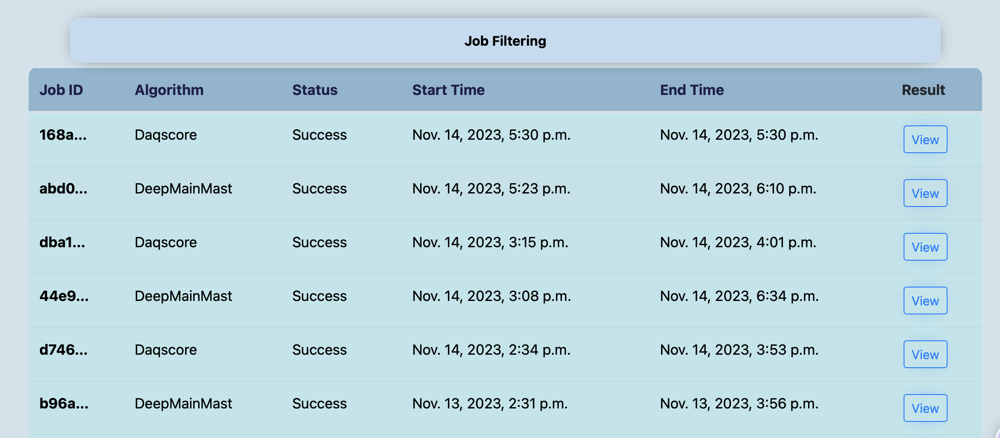 Job Filtering
Job ID Algorithm Status Start Time End Time Result
168a... Daqscore Success Nov. 14, 2023, 5:30 p.m. Nov. 14, 2023, 5:30 p.m. View
abd0... DeepMainMast Success Nov. 14, 2023, 5:23 p.m. Nov. 14, 2023, 6:10 p.m. View
dba1... Daqscore Success Nov. 14, 2023, 3:15 p.m. Nov. 14, 2023, 4:01 p.m. View
44e9... DeepMainMast Success Nov. 14, 2023, 3:08 p.m. Nov. 14, 2023, 6:34 p.m. View
d746... Daqscore Success Nov. 14, 2023, 2:34 p.m. Nov. 14, 2023, 3:53 p.m. View
b96a... DeepMainMast Success Nov. 13, 2023, 2:31 p.m. Nov. 13, 2023, 3:56 p.m. View